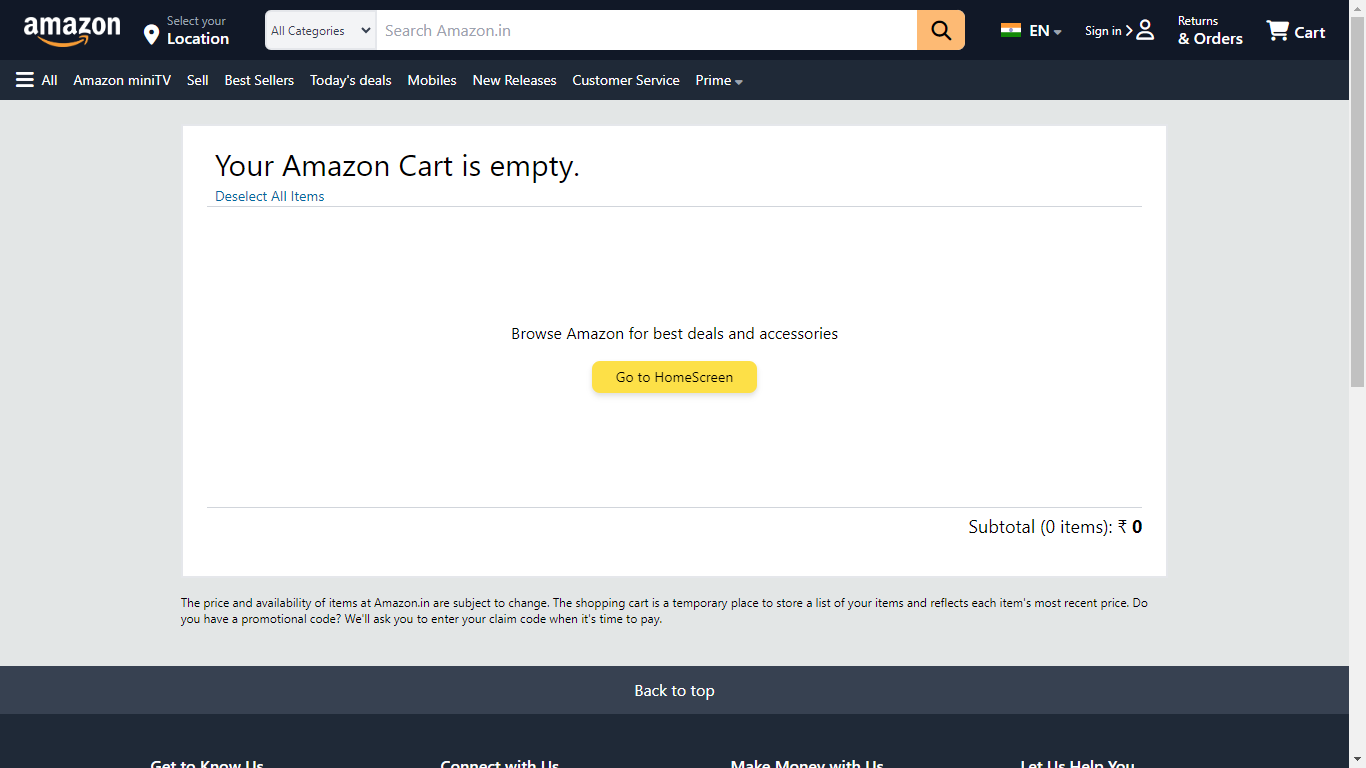 amazon
Select your
Location
All Categories
Search Amazon.in
EN
Sign in
Returns
& Orders
Cart
All
Amazon miniTV
Sell
Best Sellers
Today's deals
Mobiles
New Releases
Customer Service
Prime
Your Amazon Cart is empty.
Deselect All Items
Browse Amazon for best deals and accessories
Go to HomeScreen
Subtotal (0 items): ₹ 0
The price and availability of items at Amazon.in are subject to change. The shopping cart is a temporary place to store a list of your items and reflects each item's most recent price. Do
you have a promotional code? We'll ask you to enter your claim code when it's time to pay.
Back to top
Get to Know Us
Connect with Us
Make Money with Us
Let Us Help You